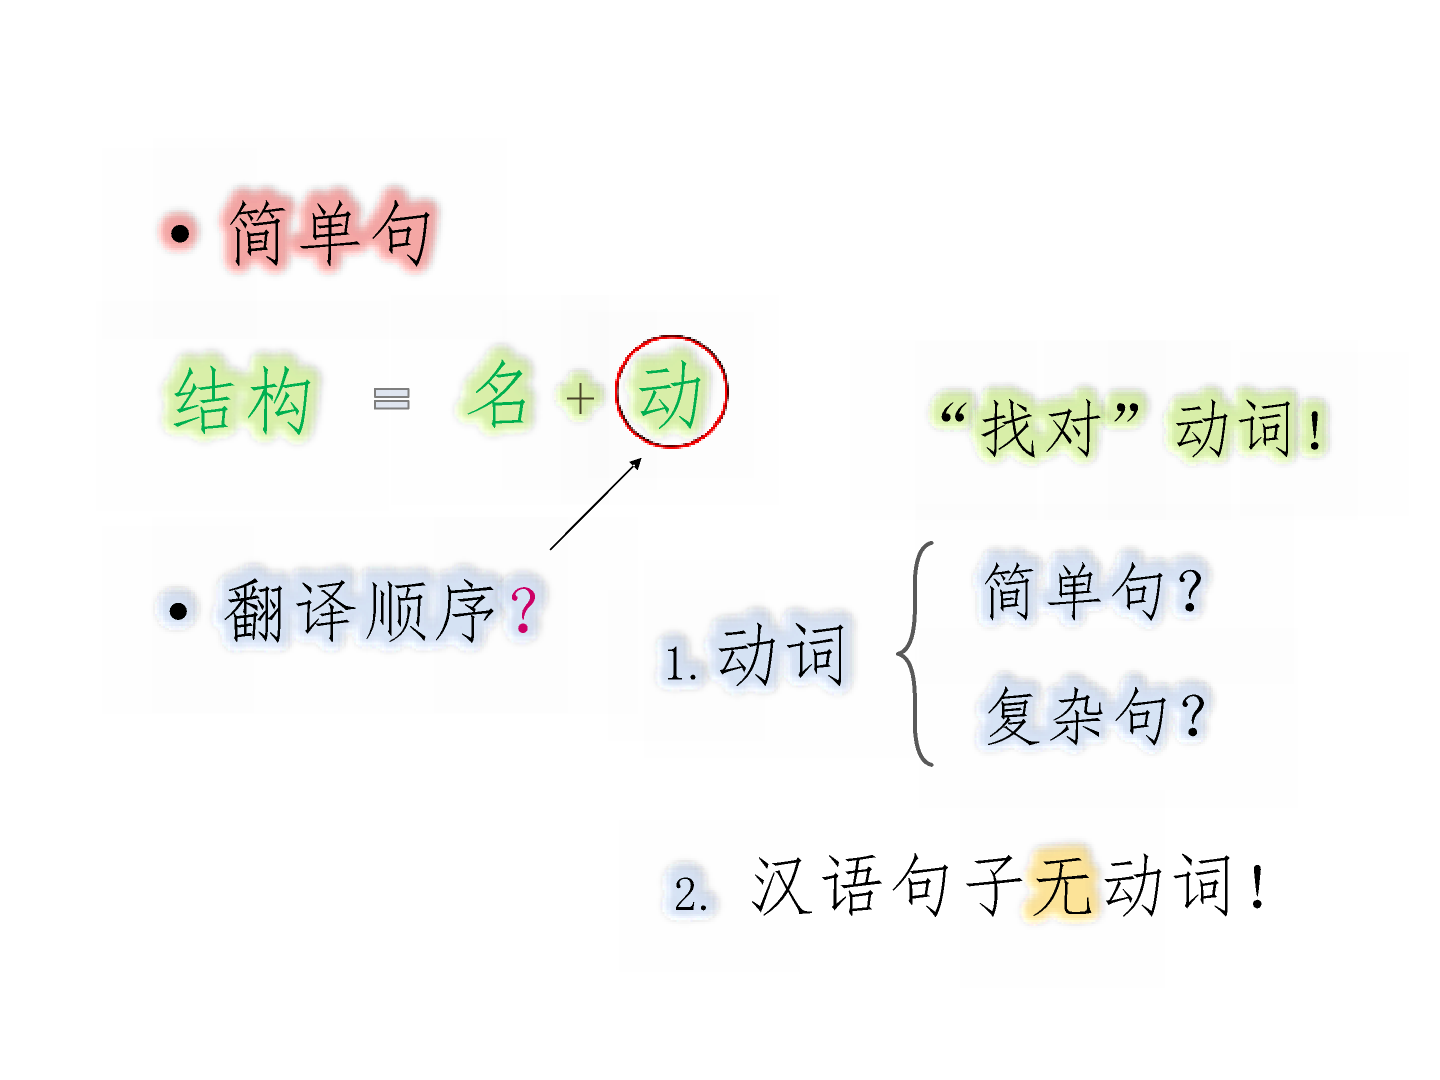 • 简单句
结构 = 名 + 动
“找对”动词!
• 翻译顺序?
1. 动词
简单句?
复杂句?
2. 汉语句子无动词!